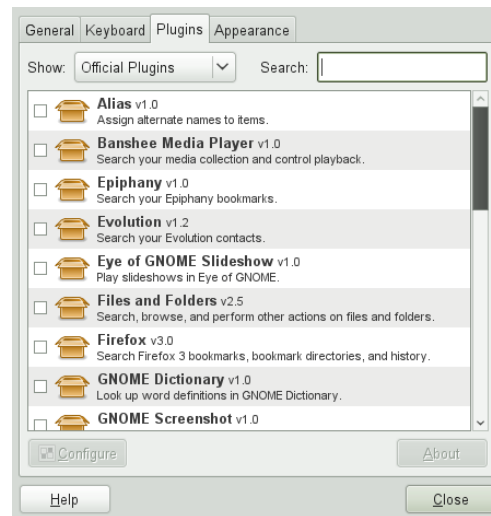 General Keyboard Plugins Appearance
Show: Official Plugins Search:
Alias v1.0
Assign alternate names to items.
Banshee Media Player v1.0
Search your media collection and control playback.
Epiphany v1.0
Search your Epiphany bookmarks.
Evolution v1.2
Search your Evolution contacts.
Eye of GNOME Slideshow v1.0
Play slideshows in Eye of GNOME.
Files and Folders v2.5
Search, browse, and perform other actions on files and folders.
Firefox v3.0
Search Firefox 3 bookmarks, bookmark directories, and history.
GNOME Dictionary v1.0
Look up word definitions in GNOME Dictionary.
GNOME Screenshot v1.0
Configure About
Help Close